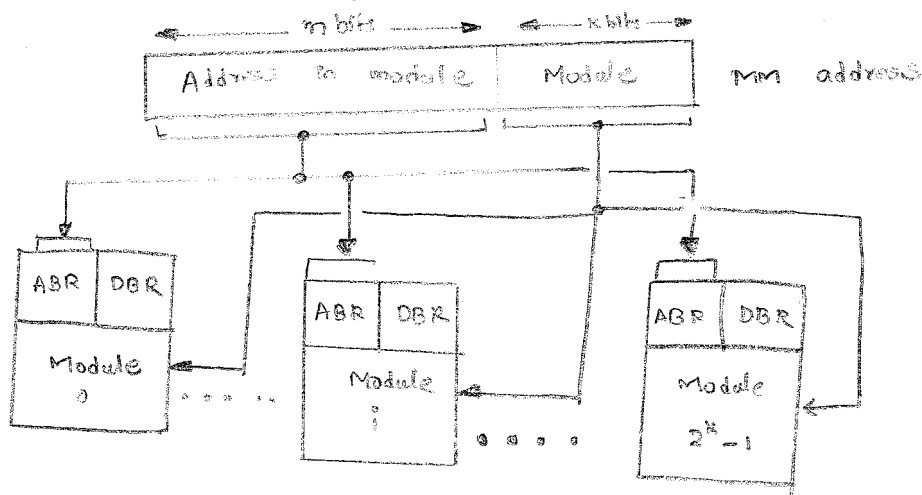 m bits K bits
Address in module Module MM address
ABR DBR
ABR DBR
ABR DBR
Module 0
Module i
Module 2ᴷ-1